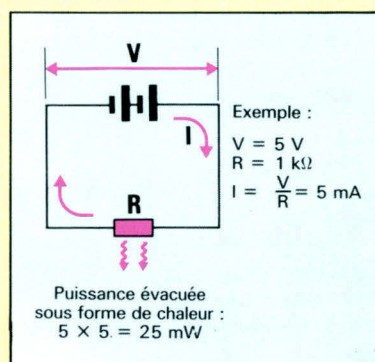 V
I
R
Exemple :
V = 5 V
R = 1 kΩ
I = V/R = 5 mA
Puissance évacuée
sous forme de chaleur :
5 × 5. = 25 mW